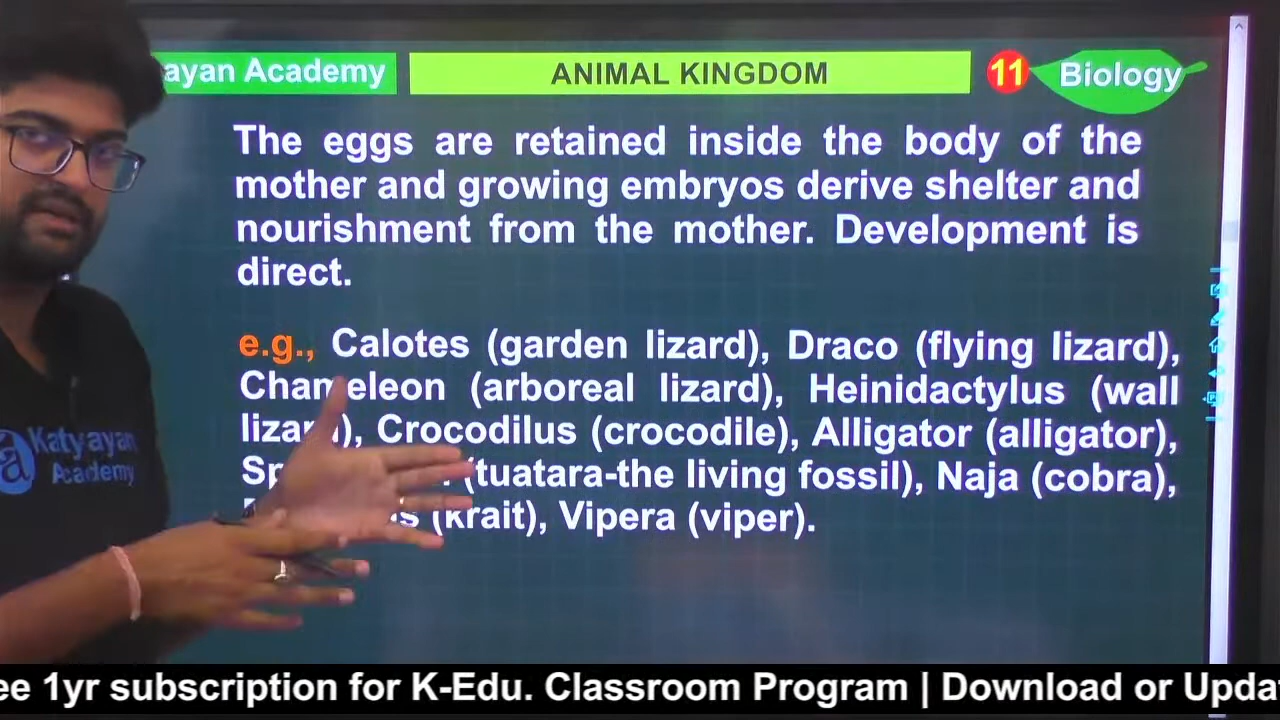 ayan Academy
ANIMAL KINGDOM
11 Biology
The eggs are retained inside the body of the
mother and growing embryos derive shelter and
nourishment from the mother. Development is
direct.
e.g., Calotes (garden lizard), Draco (flying lizard),
Chameleon (arboreal lizard), Heinidactylus (wall
lizard), Crocodilus (crocodile), Alligator (alligator),
Sp (tuatara-the living fossil), Naja (cobra),
s (krait), Vipera (viper).
a Katyayan
Academy
ee 1yr subscription for K-Edu. Classroom Program | Download or Upda